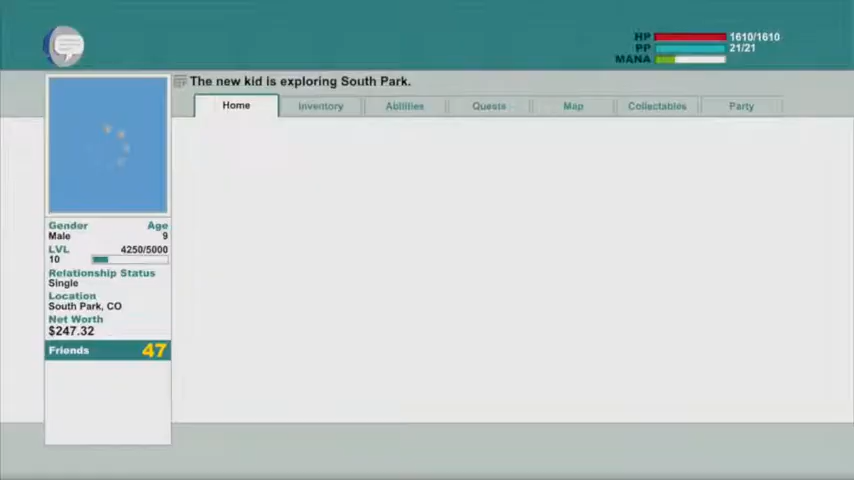 HP 1610/1610
PP 21/21
MANA
The new kid is exploring South Park.
Home Inventory Abilities Quests Map Collectables Party
Gender Age
Male 9
LVL 4250/5000
10
Relationship Status
Single
Location
South Park, CO
Net Worth
$247.32
Friends 47